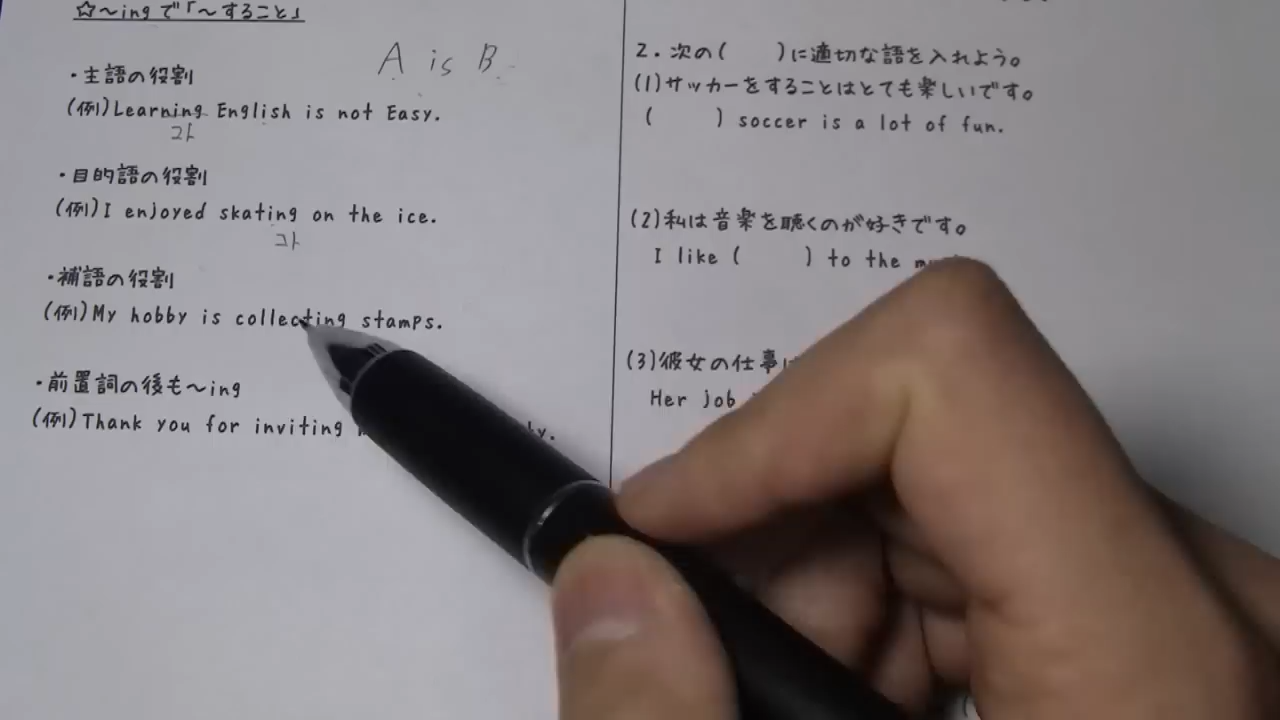 ☆～ingで「～すること」
A is B
・主語の役割
(例)Learning English is not Easy.
コト
・目的語の役割
(例)I enjoyed skating on the ice.
コト
・補語の役割
(例)My hobby is collecting stamps.
・前置詞の後も～ing
(例)Thank you for inviting
2. 次の(　　)に適切な語を入れよう。
(1)サッカーをすることはとても楽しいです。
(　　) soccer is a lot of fun.
(2)私は音楽を聴くのが好きです。
I like (　　) to the
(3)彼女の仕事は
Her job